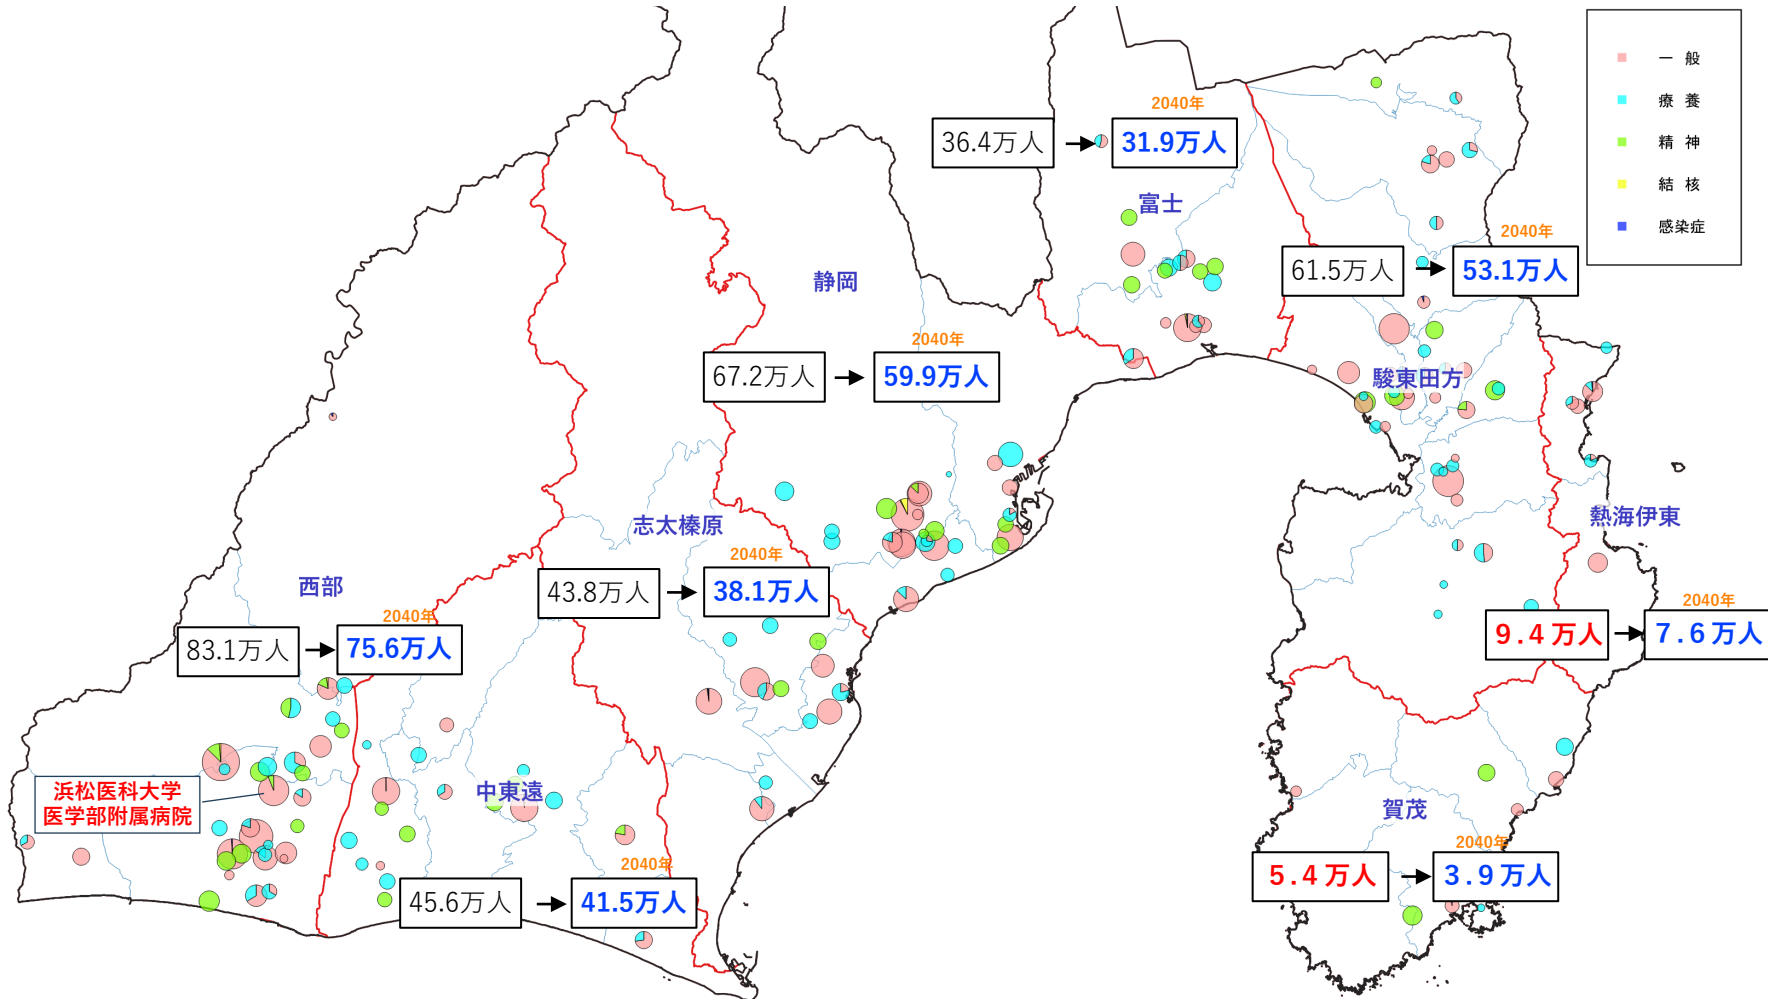 一般
療養
精神
結核
感染症
2040年
36.4万人
31.9万人
富士
2040年
61.5万人
53.1万人
静岡
2040年
67.2万人
59.9万人
駿東田方
熱海伊東
志太榛原
2040年
43.8万人
38.1万人
西部
2040年
83.1万人
75.6万人
2040年
9.4万人
7.6万人
浜松医科大学
医学部附属病院
中東遠
賀茂
2040年
5.4万人
3.9万人
2040年
45.6万人
41.5万人